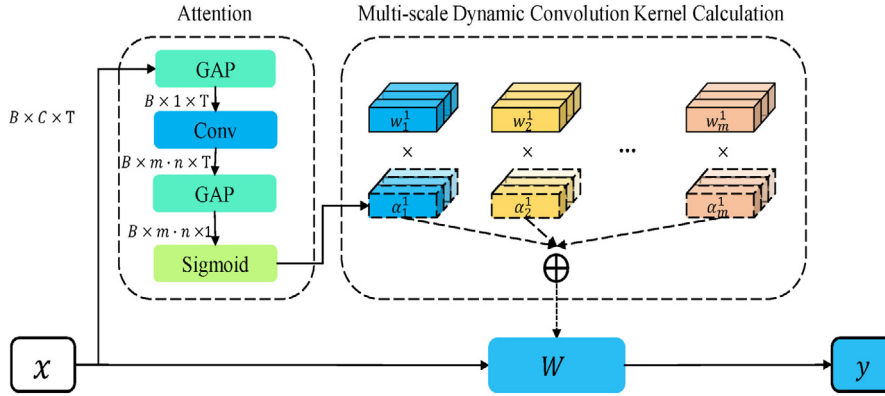 Attention
Multi-scale Dynamic Convolution Kernel Calculation
GAP
B × 1 × T
B × C × T
Conv
B × m · n × T
GAP
B × m · n × 1
Sigmoid
w₁¹ w₂¹ ... wₘ¹
× × ×
α₁¹ α₂¹ αₘ¹
⊕
x
W
y